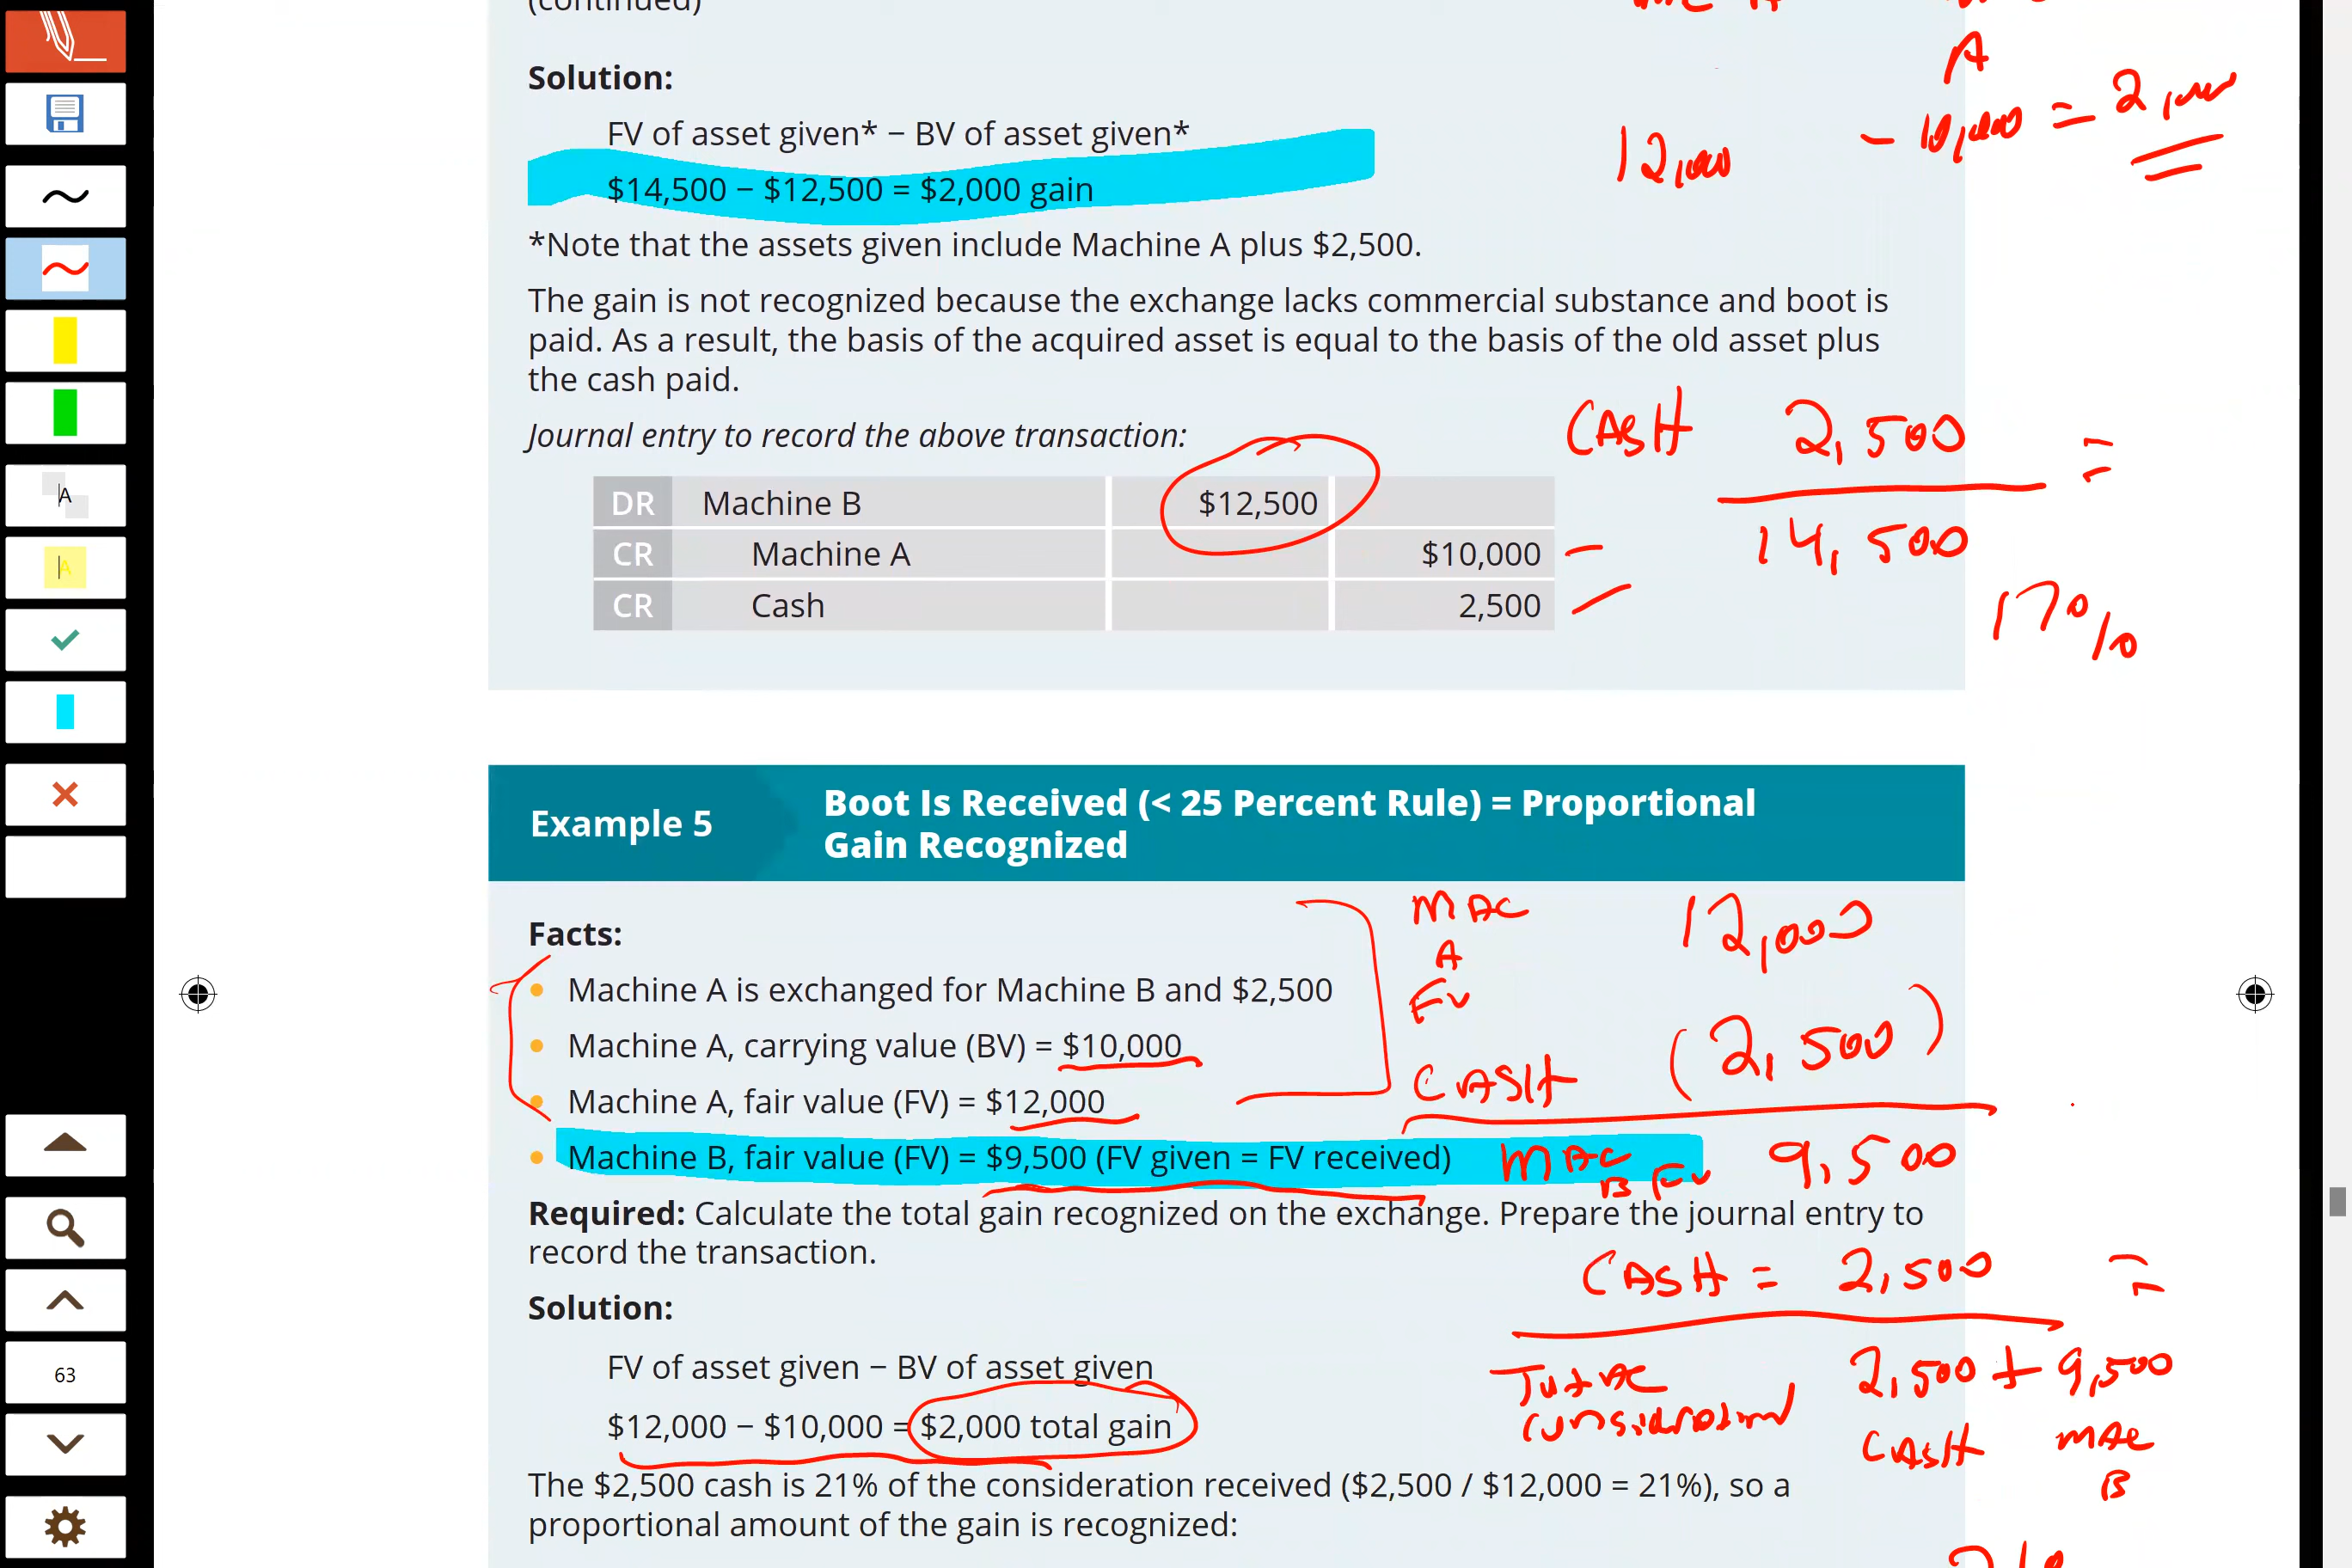 (continued)
Solution:
A
FV of asset given* − BV of asset given*
12,000 - 10,000 = 2,000
$14,500 − $12,500 = $2,000 gain
*Note that the assets given include Machine A plus $2,500.
The gain is not recognized because the exchange lacks commercial substance and boot is
paid. As a result, the basis of the acquired asset is equal to the basis of the old asset plus
the cash paid.
Journal entry to record the above transaction:
CASH 2,500 =
14,500
17%
DR Machine B $12,500
CR Machine A $10,000
CR Cash 2,500
Example 5
Boot Is Received (< 25 Percent Rule) = Proportional
Gain Recognized
Facts:
MAC 12,000
A
FV
Machine A is exchanged for Machine B and $2,500
Machine A, carrying value (BV) = $10,000
CASH (2,500)
Machine A, fair value (FV) = $12,000
Machine B, fair value (FV) = $9,500 (FV given = FV received)
MAC B FV 9,500
Required: Calculate the total gain recognized on the exchange. Prepare the journal entry to
record the transaction.
CASH = 2,500 =
Solution:
FV of asset given − BV of asset given
2,500 + 9,500
CASH MAC
B
$12,000 − $10,000 = $2,000 total gain
The $2,500 cash is 21% of the consideration received ($2,500 / $12,000 = 21%), so a
proportional amount of the gain is recognized:
A
A
63